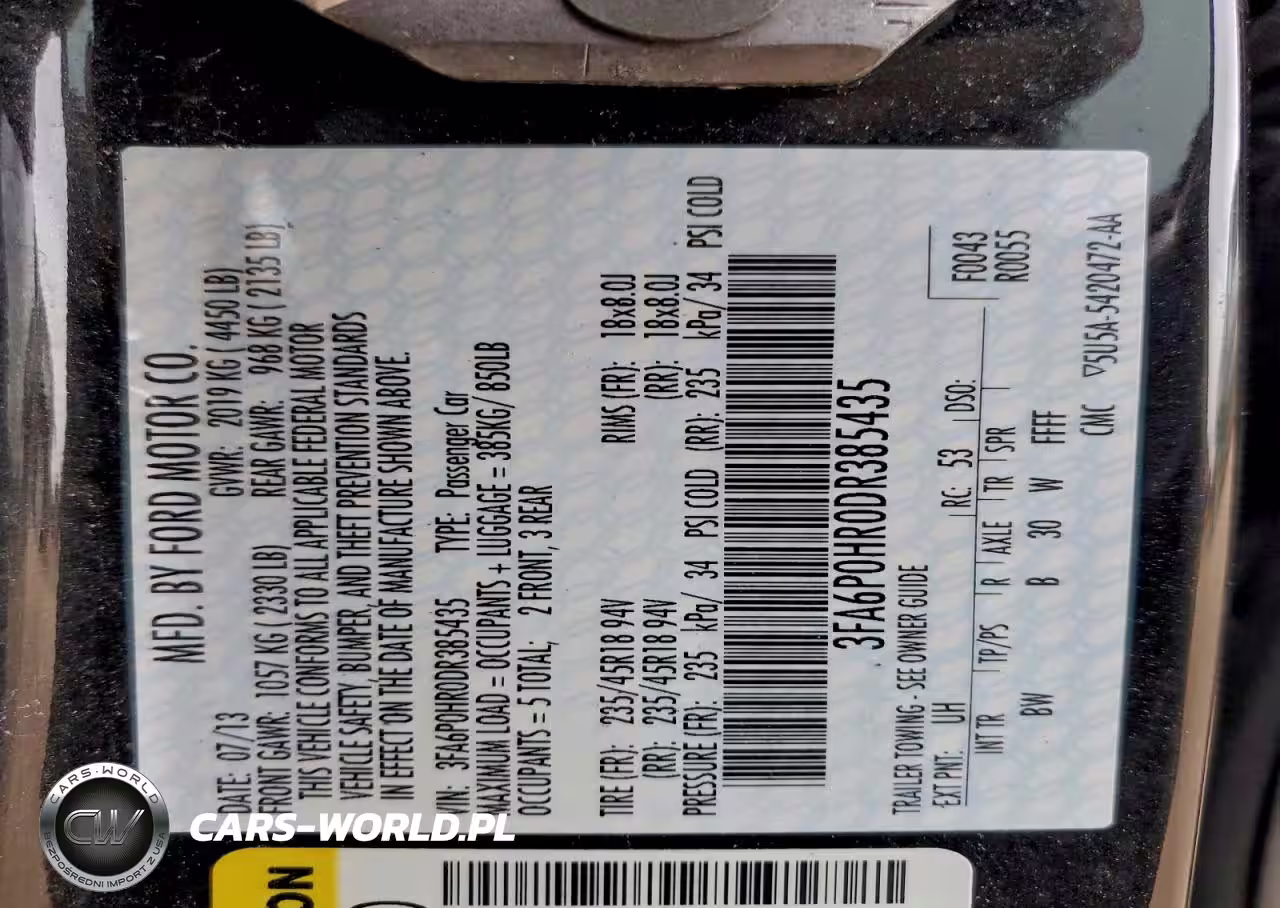 MFD. BY FORD MOTOR CO.
DATE: 07/13 GVWR: 2019 KG ( 4450 LB)
FRONT GAWR: 1057 KG ( 2330 LB) REAR GAWR: 968 KG ( 2135 LB)
THIS VEHICLE CONFORMS TO ALL APPLICABLE FEDERAL MOTOR
VEHICLE SAFETY, BUMPER, AND THEFT PREVENTION STANDARDS
IN EFFECT ON THE DATE OF MANUFACTURE SHOWN ABOVE.
VIN: 3FA6P0HR0DR385435 TYPE: Passenger Car
MAXIMUM LOAD = OCCUPANTS + LUGGAGE = 385KG/ 850LB
OCCUPANTS = 5 TOTAL; 2 FRONT, 3 REAR
TIRE (FR): 235/45R18 94V RIMS (FR): 18x8.0J
(RR): 235/45R18 94V (RR): 18x8.0J
PRESSURE (FR): 235 kPa/ 34 PSI COLD (RR): 235 kPa/ 34 PSI COLD
3FA6P0HR0DR385435
TRAILER TOWING - SEE OWNER GUIDE
EXT PNT: UH RC: 53 DSO: F0043
R0055
INT TR TP/PS R AXLE TR SPR
BW B 30 W FFFF
CMC ▽5U5A-5420472-AA
CARS-WORLD
CW
BEZPOŚREDNI IMPORT Z USA
CARS-WORLD.PL
ON